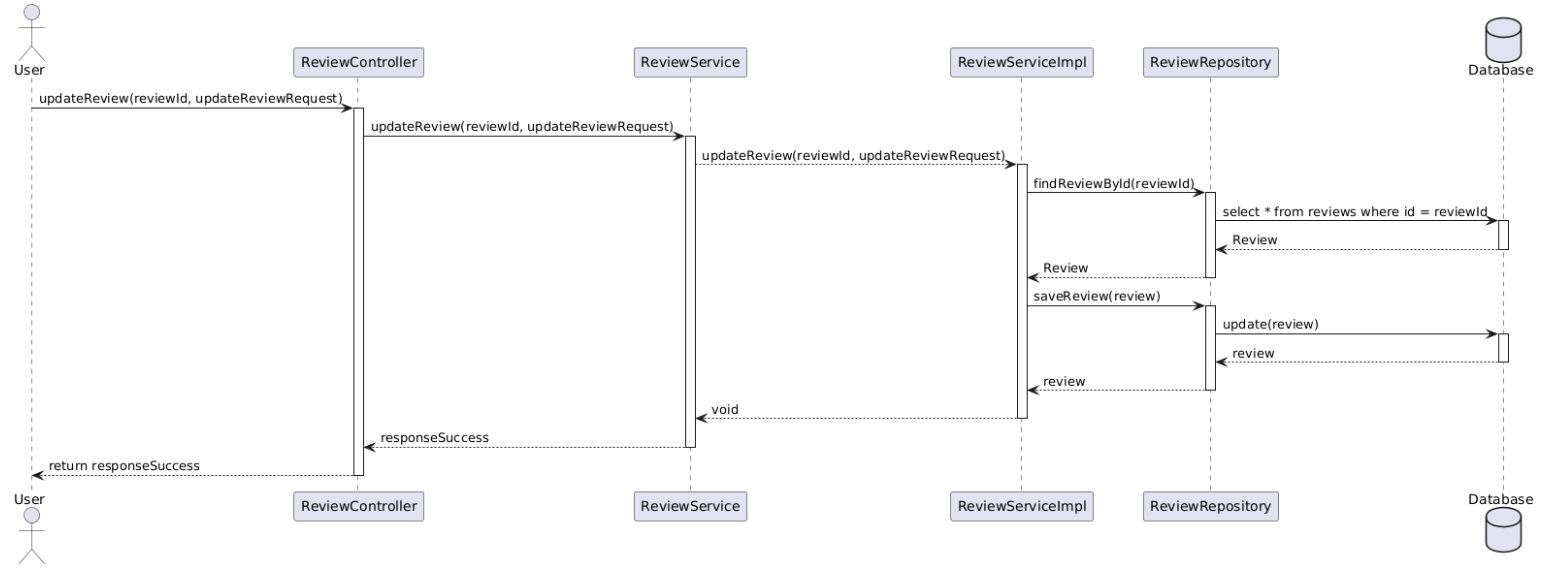 User
ReviewController
ReviewService
ReviewServiceImpl
ReviewRepository
Database
updateReview(reviewId, updateReviewRequest)
updateReview(reviewId, updateReviewRequest)
updateReview(reviewId, updateReviewRequest)
findReviewById(reviewId)
select * from reviews where id = reviewId
Review
Review
saveReview(review)
update(review)
review
review
void
responseSuccess
return responseSuccess
User
ReviewController
ReviewService
ReviewServiceImpl
ReviewRepository
Database